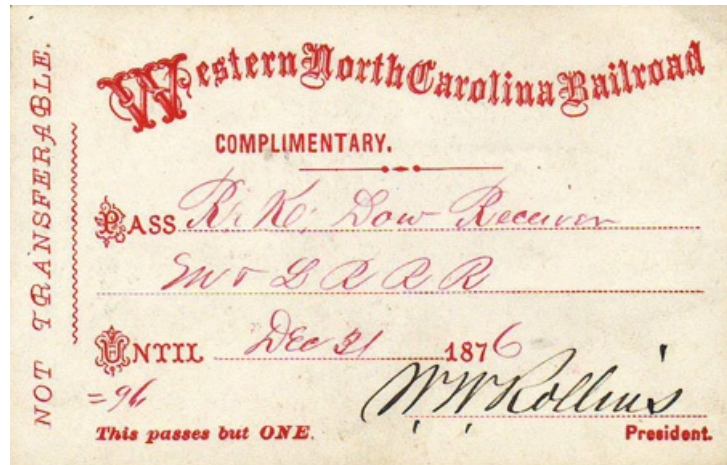 NOT TRANSFERABLE.
Western North Carolina Railroad
COMPLIMENTARY.
PASS R. K. Dow Receiver
R R R
UNTIL Dec 31 1876
=96
W. W. Rollins
This passes but ONE. President.